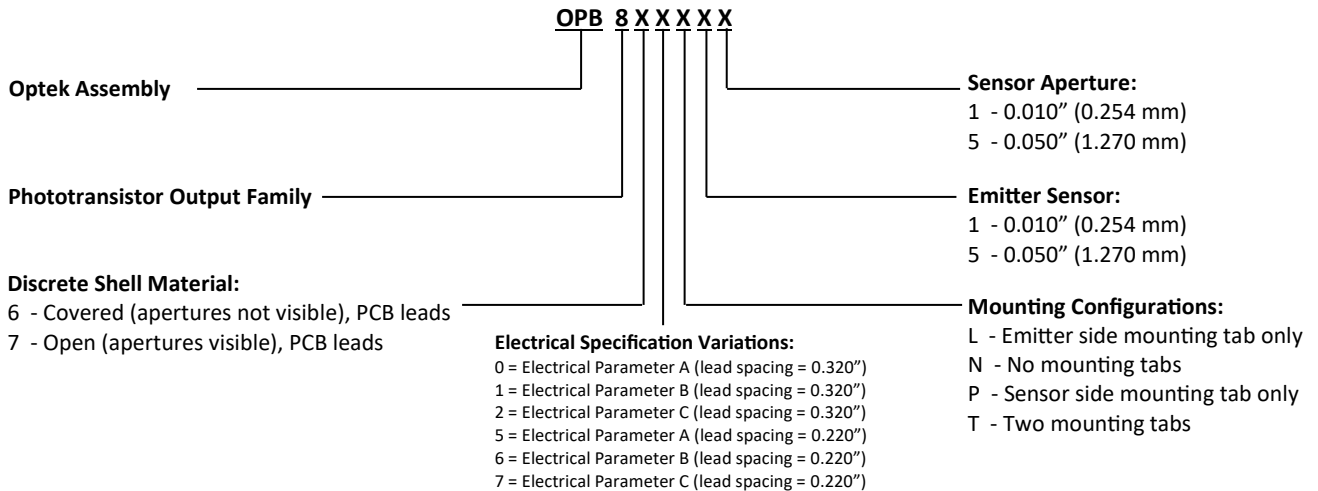 OPB 8 X X X X X
Optek Assembly
Phototransistor Output Family
Discrete Shell Material:
6 - Covered (apertures not visible), PCB leads
7 - Open (apertures visible), PCB leads
Electrical Specification Variations:
0 = Electrical Parameter A (lead spacing = 0.320”)
1 = Electrical Parameter B (lead spacing = 0.320”)
2 = Electrical Parameter C (lead spacing = 0.320”)
5 = Electrical Parameter A (lead spacing = 0.220”)
6 = Electrical Parameter B (lead spacing = 0.220”)
7 = Electrical Parameter C (lead spacing = 0.220”)
Sensor Aperture:
1 - 0.010” (0.254 mm)
5 - 0.050” (1.270 mm)
Emitter Sensor:
1 - 0.010” (0.254 mm)
5 - 0.050” (1.270 mm)
Mounting Configurations:
L - Emitter side mounting tab only
N - No mounting tabs
P - Sensor side mounting tab only
T - Two mounting tabs